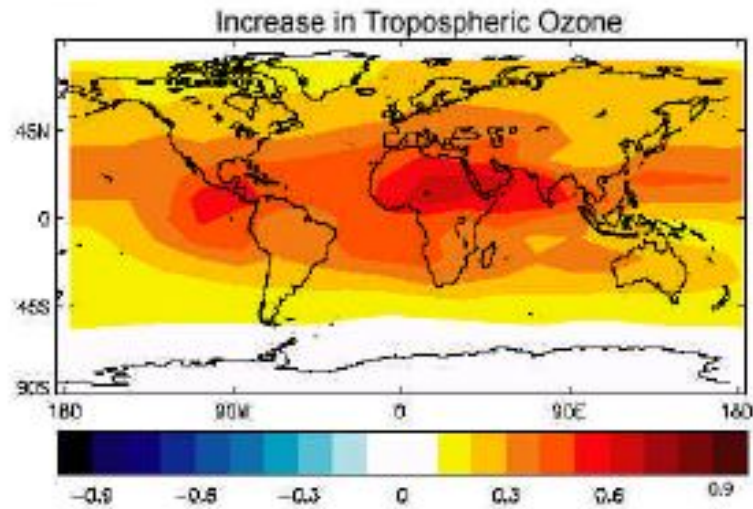 Increase in Tropospheric Ozone
45N
0
45S
90S
180 90W 0 90E 180
-0.9 -0.6 -0.3 0 0.3 0.6 0.9